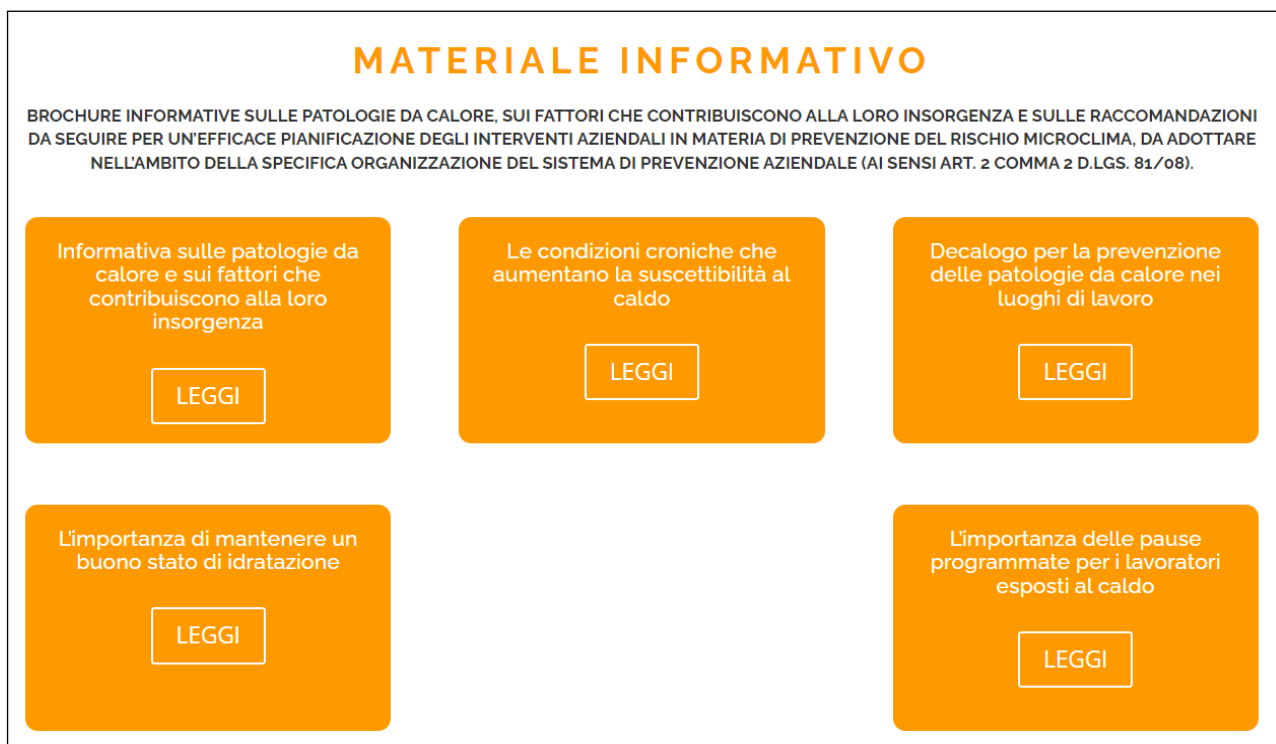 MATERIALE INFORMATIVO
BROCHURE INFORMATIVE SULLE PATOLOGIE DA CALORE, SUI FATTORI CHE CONTRIBUISCONO ALLA LORO INSORGENZA E SULLE RACCOMANDAZIONI
DA SEGUIRE PER UN'EFFICACE PIANIFICAZIONE DEGLI INTERVENTI AZIENDALI IN MATERIA DI PREVENZIONE DEL RISCHIO MICROCLIMA, DA ADOTTARE
NELL'AMBITO DELLA SPECIFICA ORGANIZZAZIONE DEL SISTEMA DI PREVENZIONE AZIENDALE (AI SENSI ART. 2 COMMA 2 D.LGS. 81/08).
Informativa sulle patologie da
calore e sui fattori che
contribuiscono alla loro
insorgenza
LEGGI
Le condizioni croniche che
aumentano la suscettibilità al
caldo
LEGGI
Decalogo per la prevenzione
delle patologie da calore nei
luoghi di lavoro
LEGGI
L'importanza di mantenere un
buono stato di idratazione
LEGGI
L'importanza delle pause
programmate per i lavoratori
esposti al caldo
LEGGI